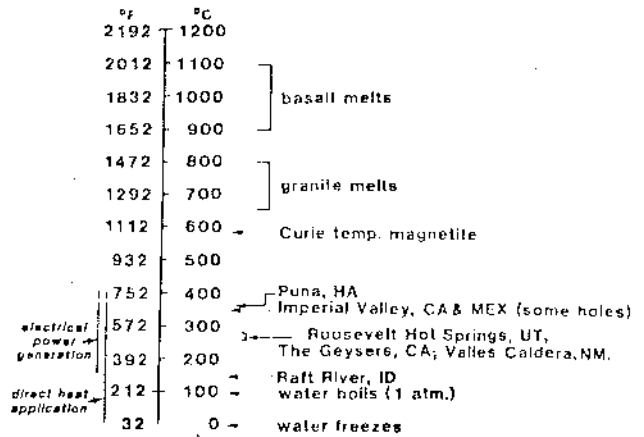 °F °C
2192 1200
2012 1100
1832 1000
basalt melts
1652 900
1472 800
granite melts
1292 700
1112 600 Curie temp. magnetite
932 500
752 400 Puna, HA
Imperial Valley, CA & MEX (some holes)
electrical
power
generation
572 300 Roosevelt Hot Springs, UT,
The Geysers, CA; Valles Caldera, NM.
392 200
Raft River, ID
direct heat
application
212 100 water boils (1 atm.)
32 0 water freezes